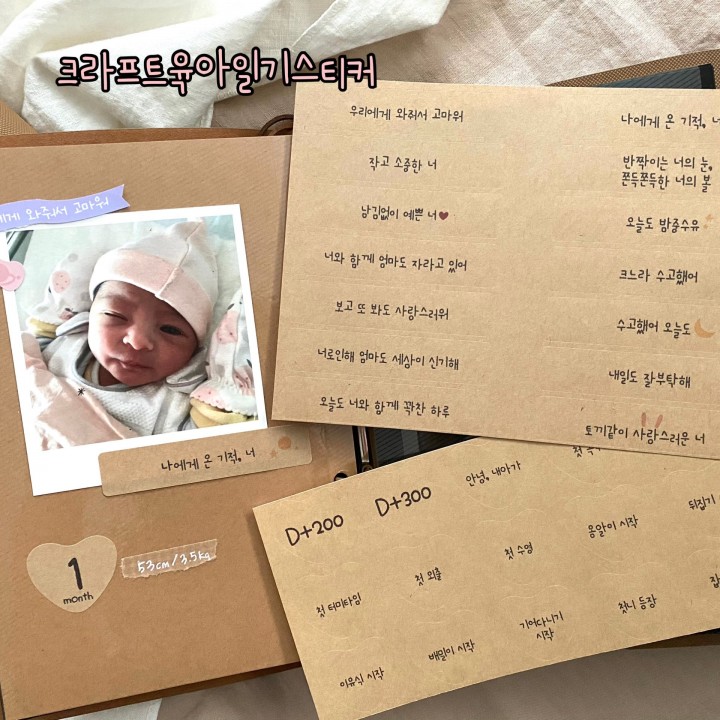 크라프트육아일기스티커
에게 와줘서 고마워
나에게 온 기적, 너
1
month
53cm/3.5kg
우리에게 와줘서 고마워
작고 소중한 너
남김없이 예쁜 너
너와 함께 엄마도 자라고 있어
보고 또 봐도 사랑스러워
너로인해 엄마도 세상이 신기해
오늘도 너와 함께 꽉찬 하루
나에게 온 기적,
반짝이는 너의 눈,
쫀득쫀득한 너의 볼
오늘도 밤중수유
크느라 수고했어
수고했어 오늘도
내일도 잘부탁해
토끼같이 사랑스러운 너
D+200
D+300
안녕, 내아가
첫 터미타임
첫 외출
첫 수영
옹알이 시작
뒤집기
이유식 시작
배밀이 시작
기어다니기
시작
첫니 등장